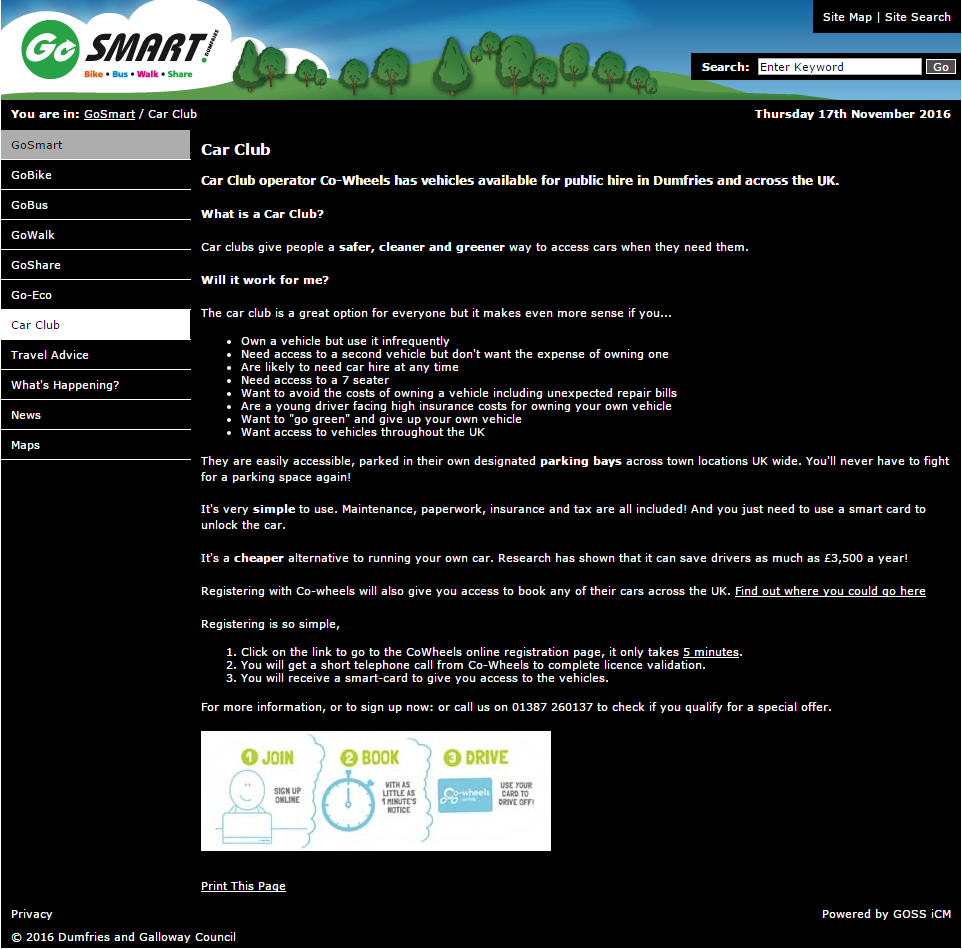 Site Map | Site Search
Go SMART. DUMFRIES
Bike • Bus • Walk • Share
Search: Enter Keyword Go
You are in: GoSmart / Car Club
Thursday 17th November 2016
GoSmart
GoBike
GoBus
GoWalk
GoShare
Go-Eco
Car Club
Travel Advice
What's Happening?
News
Maps
Car Club
Car Club operator Co-Wheels has vehicles available for public hire in Dumfries and across the UK.
What is a Car Club?
Car clubs give people a safer, cleaner and greener way to access cars when they need them.
Will it work for me?
The car club is a great option for everyone but it makes even more sense if you...
• Own a vehicle but use it infrequently
• Need access to a second vehicle but don't want the expense of owning one
• Are likely to need car hire at any time
• Need access to a 7 seater
• Want to avoid the costs of owning a vehicle including unexpected repair bills
• Are a young driver facing high insurance costs for owning your own vehicle
• Want to "go green" and give up your own vehicle
• Want access to vehicles throughout the UK
They are easily accessible, parked in their own designated parking bays across town locations UK wide. You'll never have to fight
for a parking space again!
It's very simple to use. Maintenance, paperwork, insurance and tax are all included! And you just need to use a smart card to
unlock the car.
It's a cheaper alternative to running your own car. Research has shown that it can save drivers as much as £3,500 a year!
Registering with Co-wheels will also give you access to book any of their cars across the UK. Find out where you could go here
Registering is so simple,
1. Click on the link to go to the CoWheels online registration page, it only takes 5 minutes.
2. You will get a short telephone call from Co-Wheels to complete licence validation.
3. You will receive a smart-card to give you access to the vehicles.
For more information, or to sign up now: or call us on 01387 260137 to check if you qualify for a special offer.
1 JOIN
SIGN UP
ONLINE
2 BOOK
WITH AS
LITTLE AS
1 MINUTE'S
NOTICE
3 DRIVE
Co-wheels
USE YOUR
CARD TO
DRIVE OFF!
Print This Page
Privacy
Powered by GOSS iCM
© 2016 Dumfries and Galloway Council